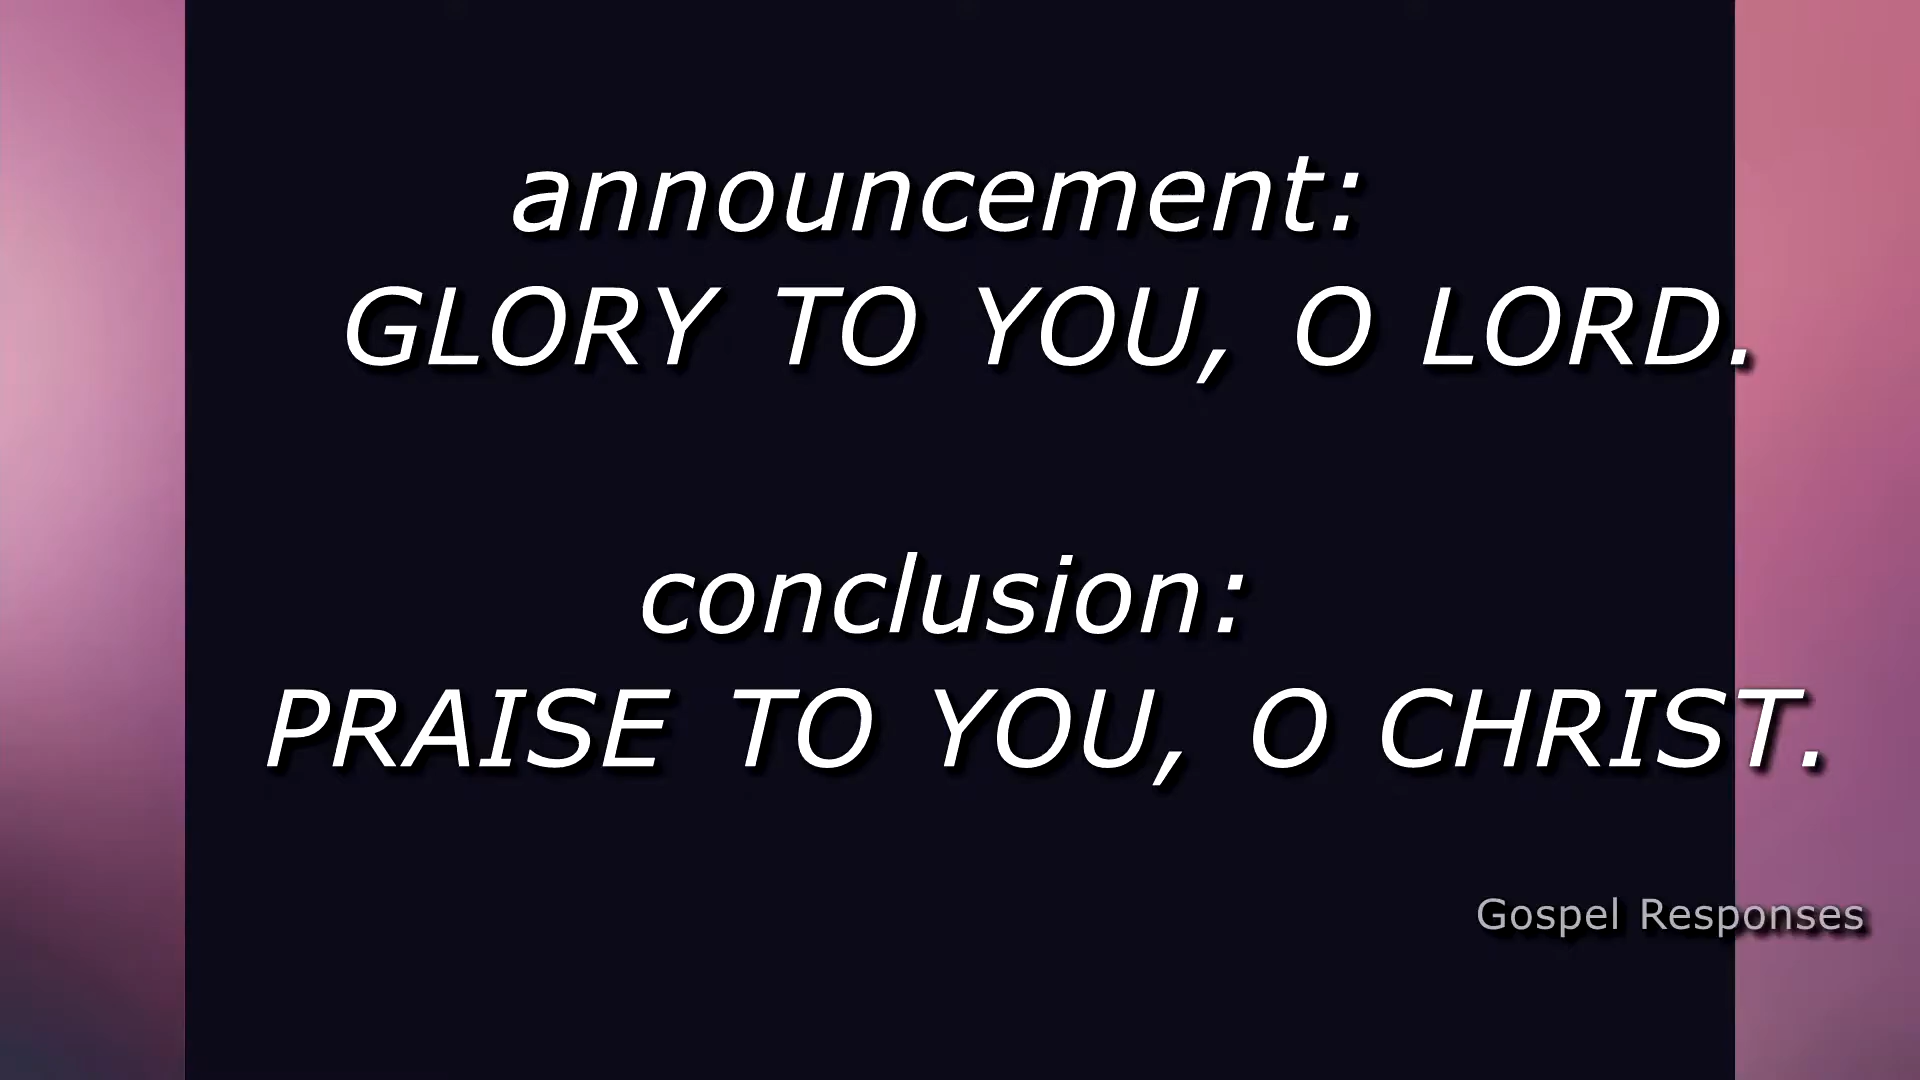 announcement:
GLORY TO YOU, O LORD.
conclusion:
PRAISE TO YOU, O CHRIST.
Gospel Responses